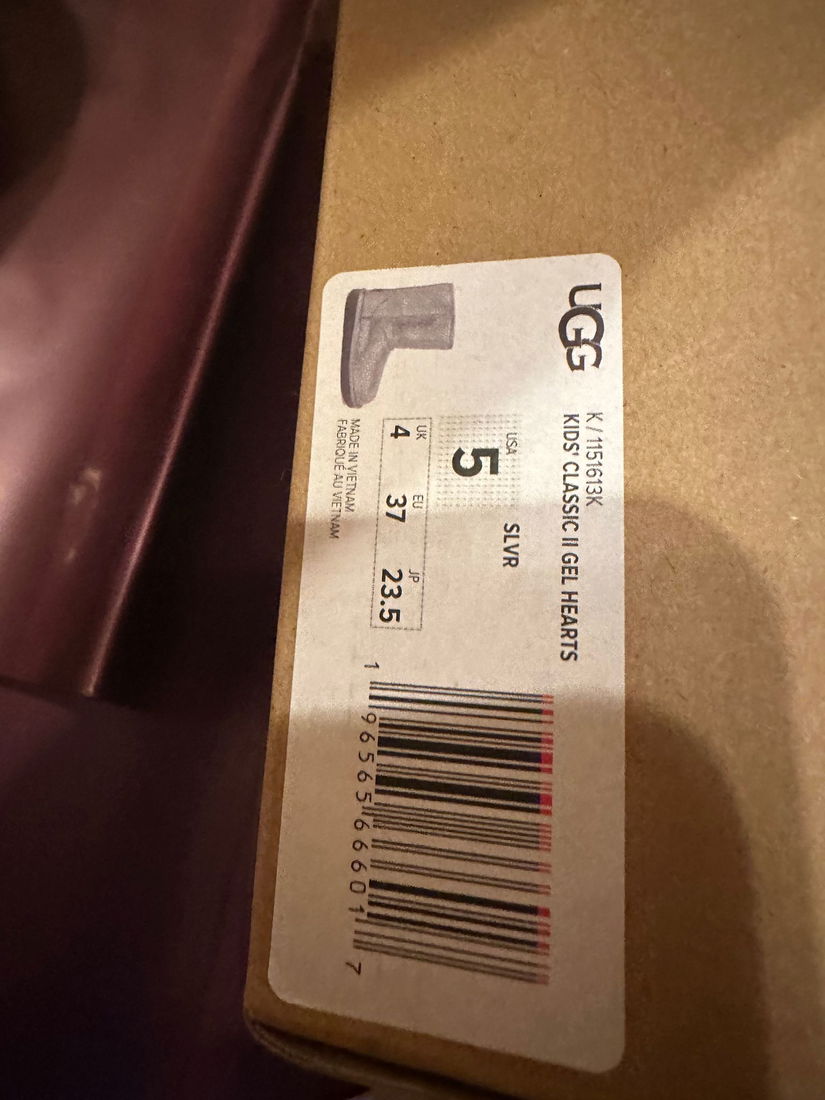 UGG
K / 1151613K
KIDS' CLASSIC II GEL HEARTS
USA
5
SLVR
UK EU JP
4 37 23.5
MADE IN VIETNAM
FABRIQUÉ AU VIETNAM
1 96565 66601 7